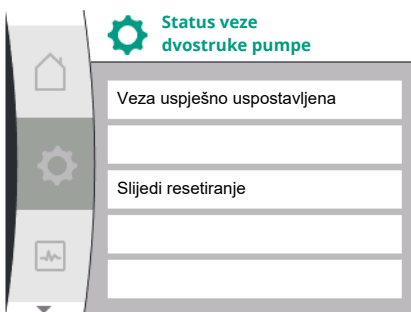 Status veze
dvostruke pumpe
Veza uspješno uspostavljena
Slijedi resetiranje